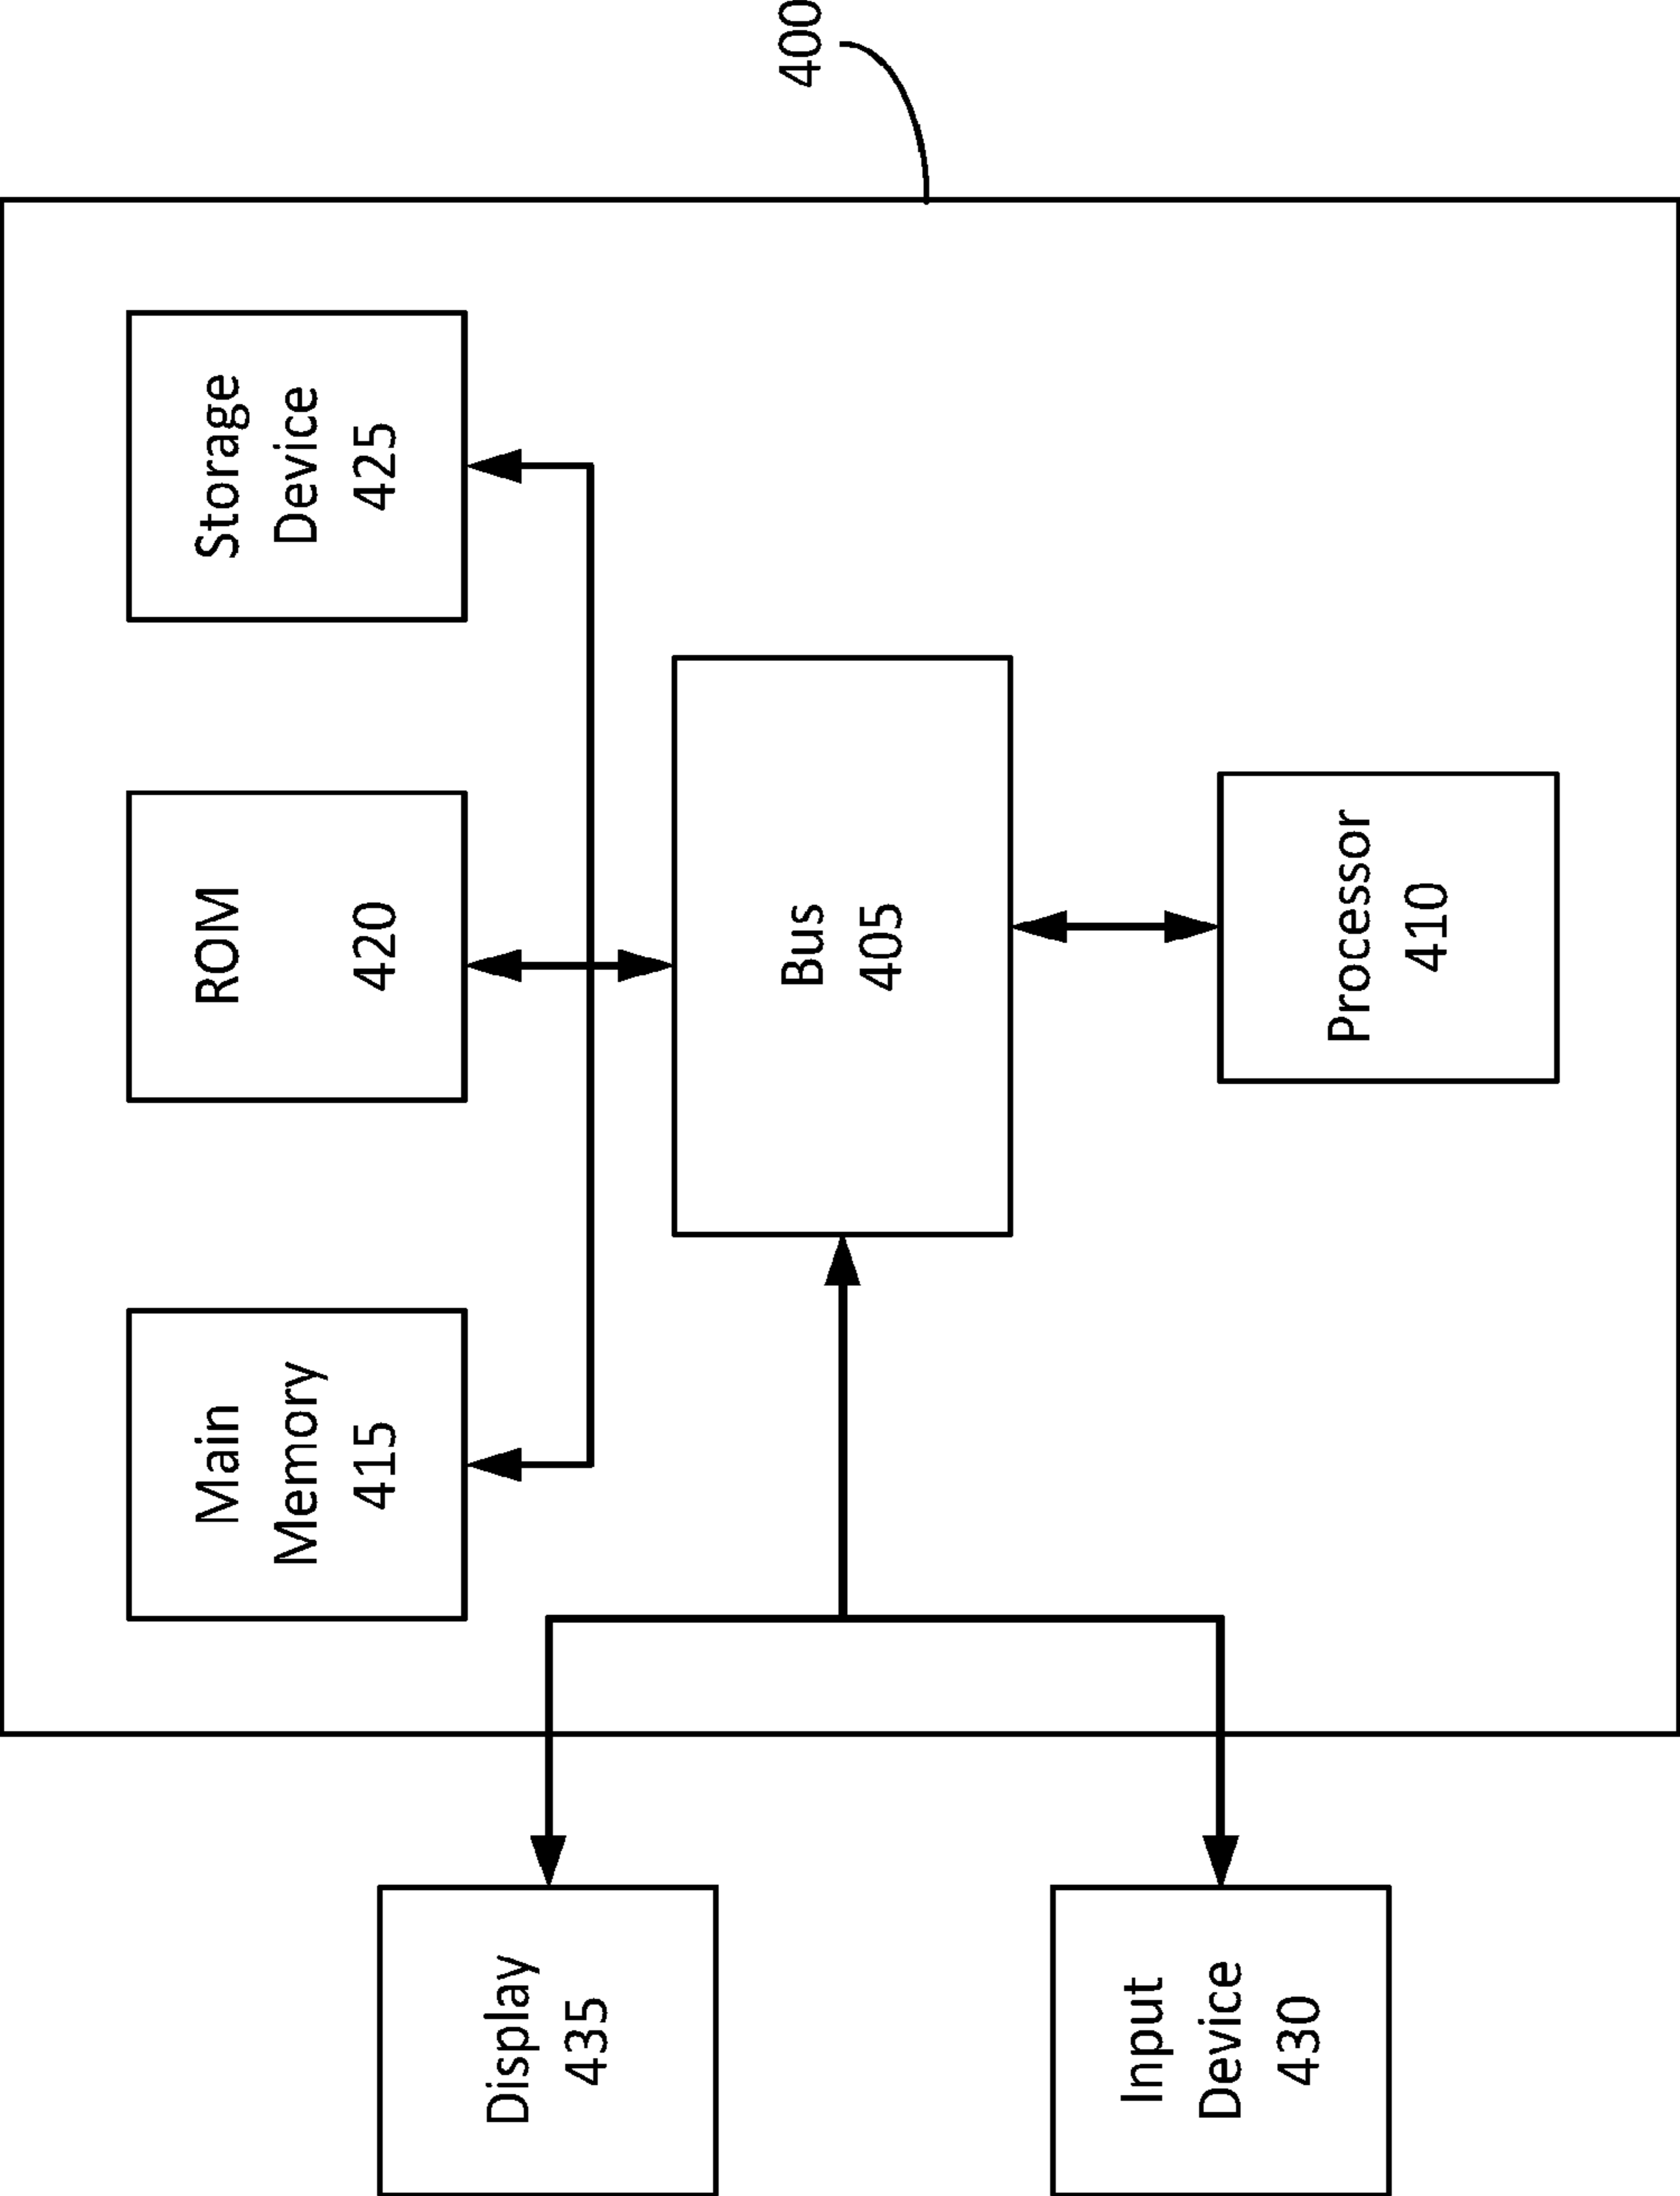 400
Main
Memory
415
ROM
420
Storage
Device
425
Display
435
Bus
405
Input
Device
430
Processor
410